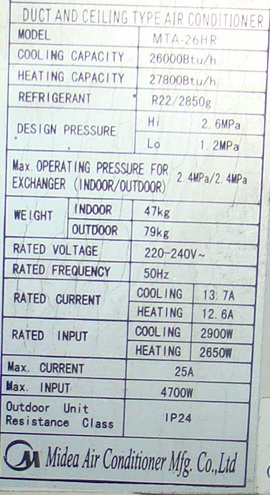 DUCT AND CEILING TYPE AIR CONDITIONER
MODEL MTA-26HR
COOLING CAPACITY 26000Btu/h
HEATING CAPACITY 27800Btu/h
REFRIGERANT R22/2850g
DESIGN PRESSURE Hi 2.6MPa
Lo 1.2MPa
Max. OPERATING PRESSURE FOR
EXCHANGER (INDOOR/OUTDOOR) 2.4MPa/2.4MPa
WEIGHT INDOOR 47kg
OUTDOOR 79kg
RATED VOLTAGE 220-240V~
RATED FREQUENCY 50Hz
RATED CURRENT COOLING 13.7A
HEATING 12.6A
RATED INPUT COOLING 2900W
HEATING 2650W
Max. CURRENT 25A
Max. INPUT 4700W
Outdoor Unit
Resistance Class IP24
Midea Air Conditioner Mfg. Co., Ltd